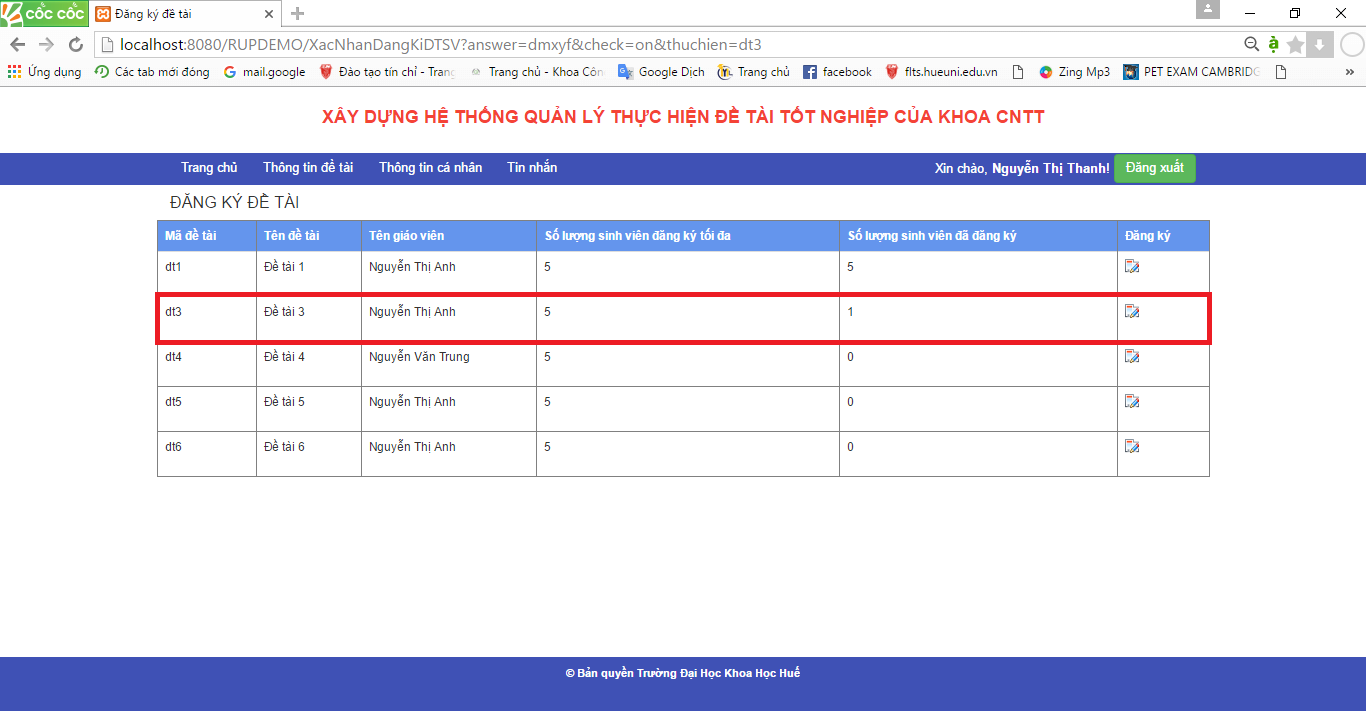 cốc cốc
Đăng ký đề tài
localhost:8080/RUPDEMO/XacNhanDangKiDTSV?answer=dmxyf&check=on&thuchien=dt3
Ứng dụng Các tab mới đóng mail.google Đào tạo tín chỉ - Trang Trang chủ - Khoa Côn Google Dịch Trang chủ facebook flts.hueuni.edu.vn Zing Mp3 PET EXAM CAMBRIDG »
XÂY DỰNG HỆ THỐNG QUẢN LÝ THỰC HIỆN ĐỀ TÀI TỐT NGHIỆP CỦA KHOA CNTT
Trang chủ Thông tin đề tài Thông tin cá nhân Tin nhắn Xin chào, Nguyễn Thị Thanh! Đăng xuất
ĐĂNG KÝ ĐỀ TÀI
Mã đề tài Tên đề tài Tên giáo viên Số lượng sinh viên đăng ký tối đa Số lượng sinh viên đã đăng ký Đăng ký
dt1 Đề tài 1 Nguyễn Thị Anh 5 5
dt3 Đề tài 3 Nguyễn Thị Anh 5 1
dt4 Đề tài 4 Nguyễn Văn Trung 5 0
dt5 Đề tài 5 Nguyễn Thị Anh 5 0
dt6 Đề tài 6 Nguyễn Thị Anh 5 0
© Bản quyền Trường Đại Học Khoa Học Huế